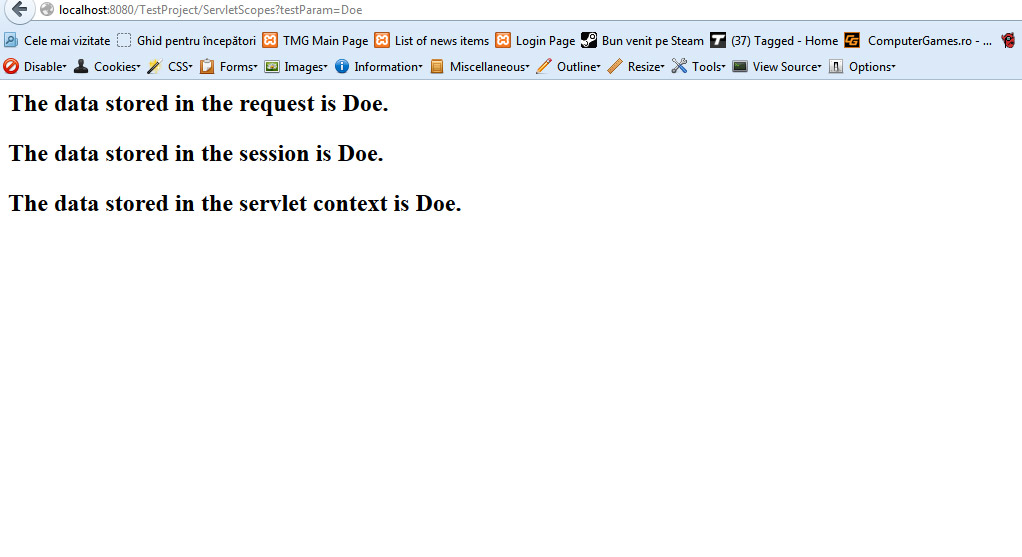 localhost:8080/TestProject/ServletScopes?testParam=Doe
Cele mai vizitate Ghid pentru începători TMG Main Page List of news items Login Page Bun venit pe Steam (37) Tagged - Home ComputerGames.ro - ...
Disable Cookies CSS Forms Images Information Miscellaneous Outline Resize Tools View Source Options
The data stored in the request is Doe.
The data stored in the session is Doe.
The data stored in the servlet context is Doe.